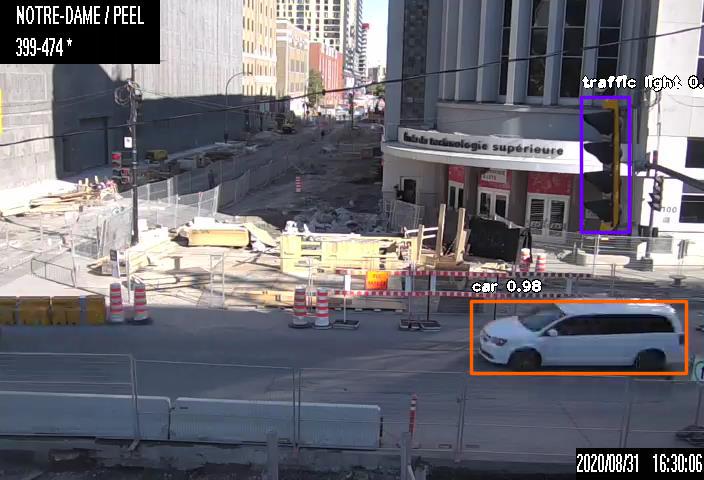 NOTRE-DAME / PEEL
399-474 *
traffic light 0.
École de technologie supérieure
100
car 0.98
2020/08/31 16:30:06